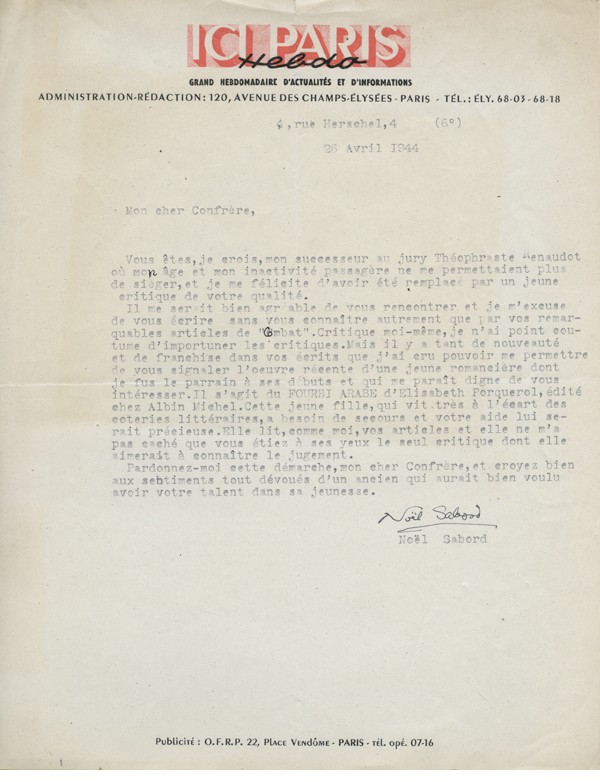 ICI PARIS
Hebdo
GRAND HEBDOMADAIRE D'ACTUALITÉS ET D'INFORMATIONS
ADMINISTRATION-RÉDACTION : 120, AVENUE DES CHAMPS-ÉLYSÉES - PARIS - TÉL. : ÉLY. 68-03 - 68-18
4,rue Herschel,4 (6°)
26 Avril 1944
Mon cher Confrère,
Vous êtes,je crois,mon successeur au jury Théophraste Renaudot
où mon âge et mon inactivité passagère ne me permettaient plus
de siéger,et je me félicite d'avoir été remplacé par un jeune
critique de votre qualité.
Il me serait bien agr able de vous rencontrer et je m'excuse
de vous écrire sans vous connaître autrement que par vos remar-
quables articles de "Combat".Critique moi-même,je n'ai point cou-
tume d'importuner les critiques.Mais il y a tant de nouveauté
et de franchise dans vos écrits que j'ai cru pouvoir me permettre
de vous signaler l'oeuvre récente d'une jeune romancière dont
je fus le parrain à ses débuts et qui me paraît digne de vous
intéresser.Il s'agit du FOURBI ARABE d'Elisabeth Porquerol,édité
chez Albin Michel.Cette jeune fille,qui vit très à l'écart des
coteries littéraires,a besoin de secours et votre aide lui se-
rait précieuse.Elle lit,comme moi,vos articles et elle ne m'a
pas caché que vous étiez à ses yeux le seul critique dont elle
aimerait à connaître le jugement.
Pardonnez-moi cette démarche,mon cher Confrère,et croyez bien
aux sebtiments tout dévoués d'un ancien qui aurait bien voulu
avoir votre talent dans sa jeunesse.
Noël Sabord
Noël Sabord
Publicité : O.F.R.P. 22, Place Vendôme - PARIS - tél. opé. 07-16